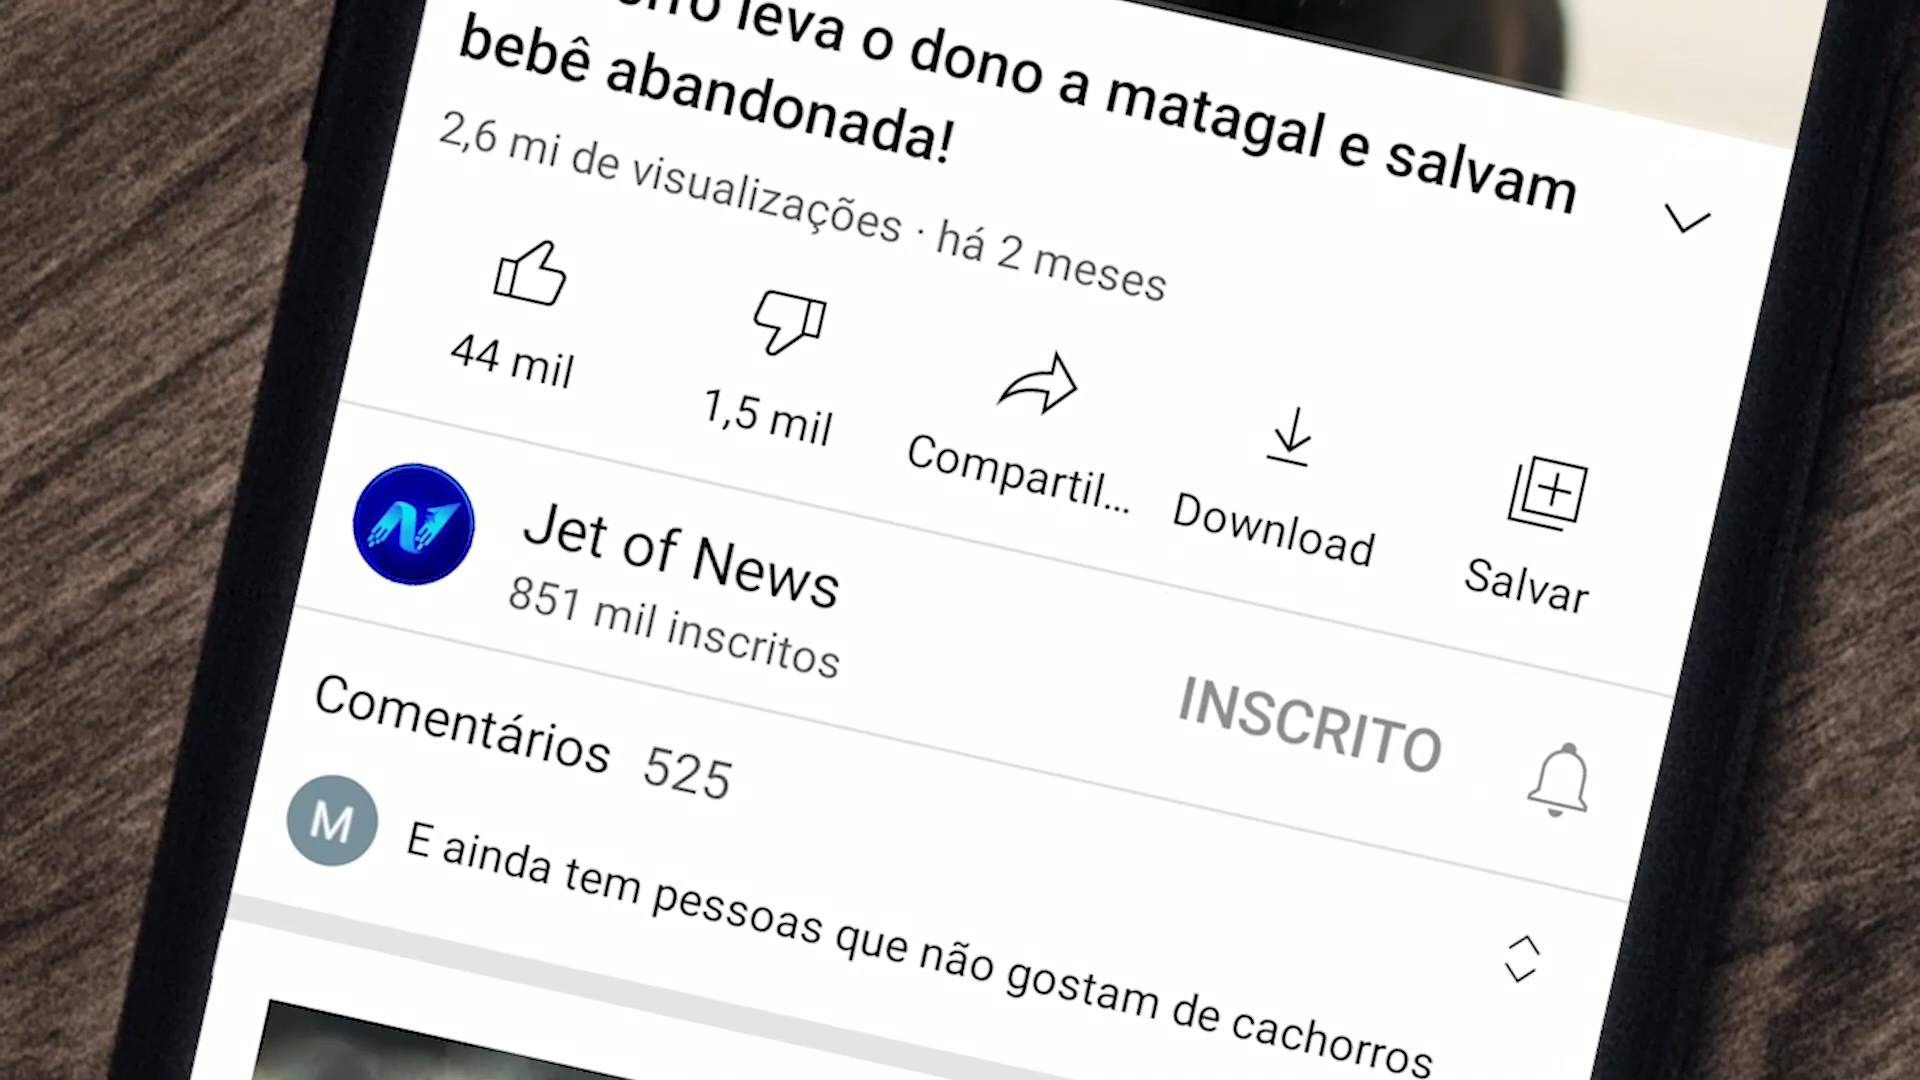 leva o dono a matagal e salvam
bebê abandonada!
2,6 mi de visualizações · há 2 meses
44 mil
1,5 mil
Compartil...
Download
Salvar
Jet of News
851 mil inscritos
INSCRITO
Comentários 525
M
E ainda tem pessoas que não gostam de cachorros